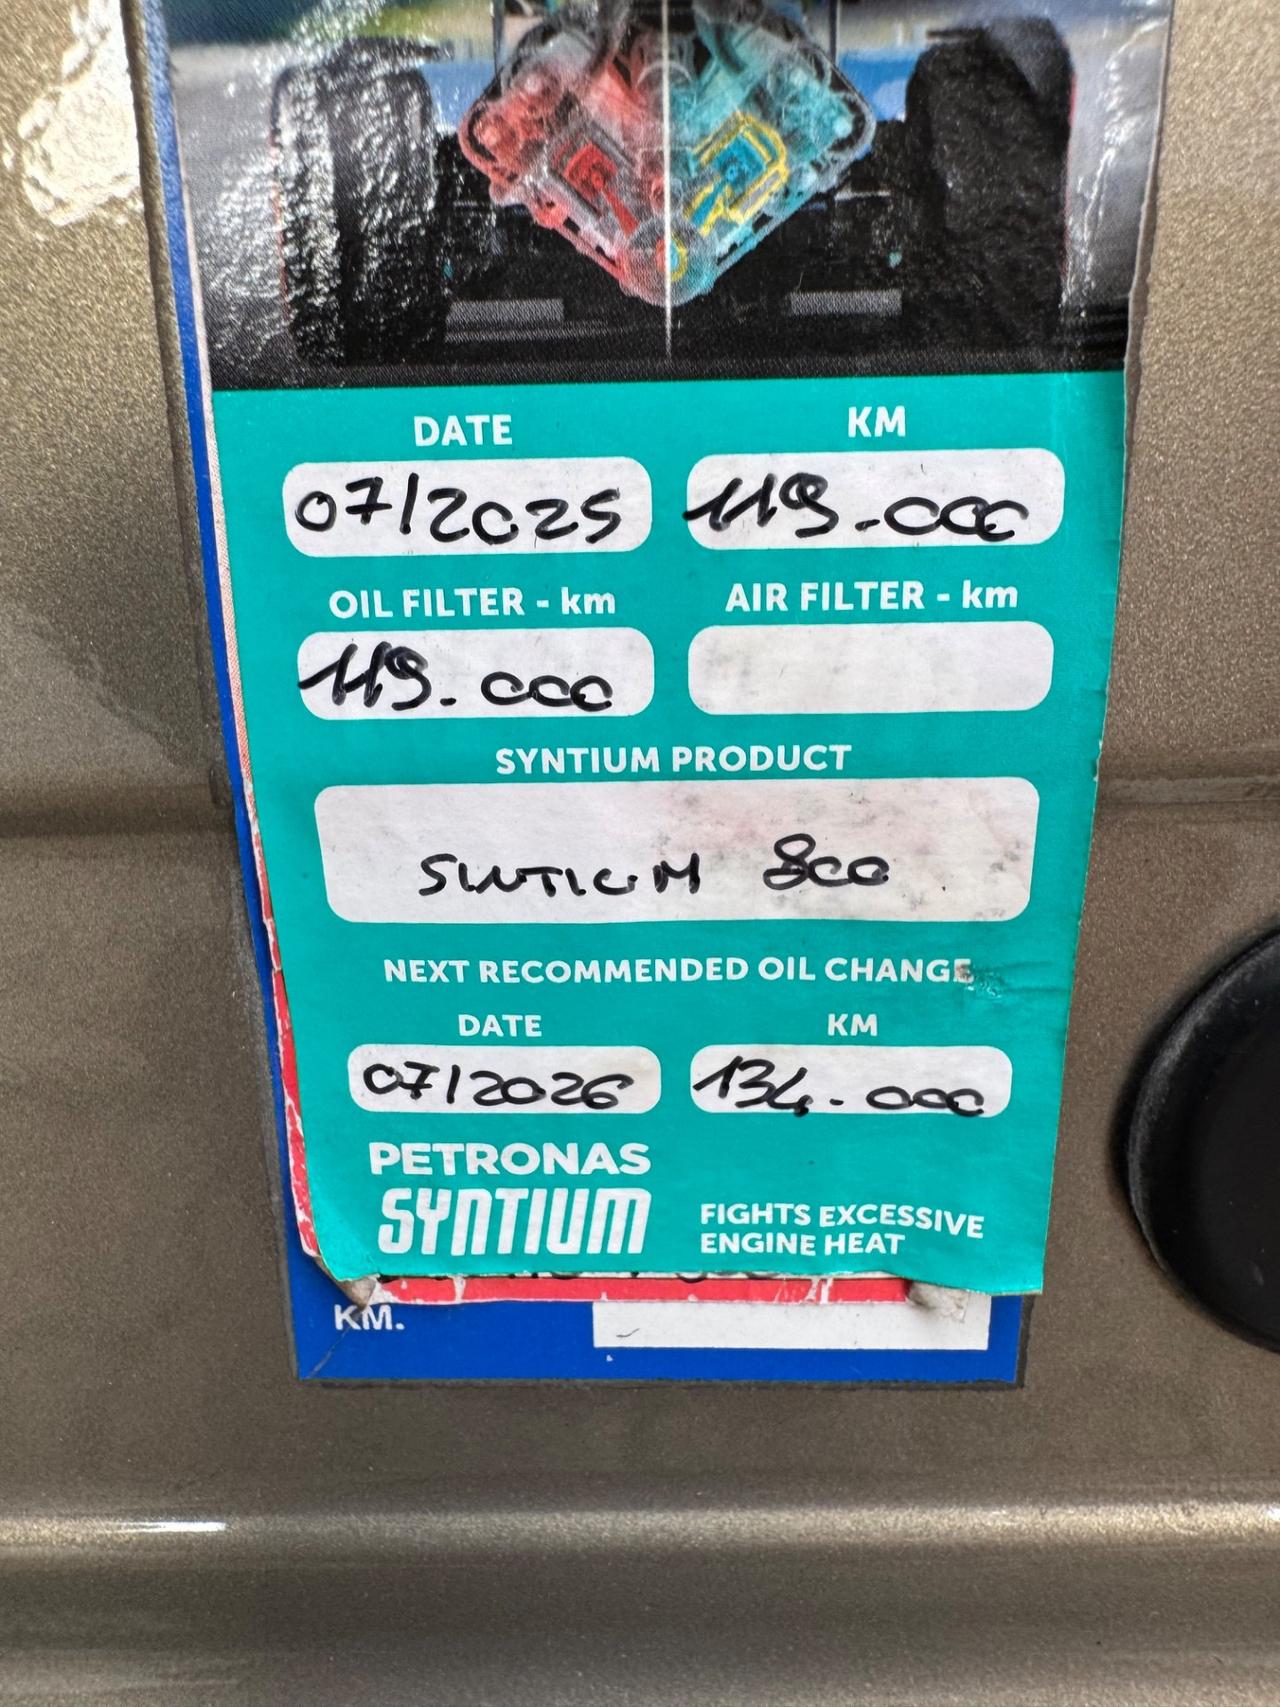 DATE KM
07/2025 119.000
OIL FILTER - km AIR FILTER - km
119.000
SYNTIUM PRODUCT
SINTIUM 800
NEXT RECOMMENDED OIL CHANGE
DATE KM
07/2026 134.000
PETRONAS
SYNTIUM
FIGHTS EXCESSIVE
ENGINE HEAT
KM.